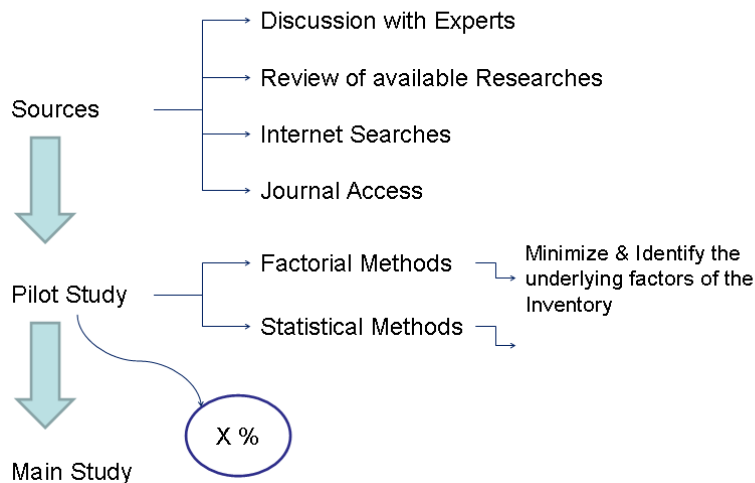 Discussion with Experts
Review of available Researches
Sources
Internet Searches
Journal Access
Factorial Methods
Minimize & Identify the
underlying factors of the
Inventory
Pilot Study
Statistical Methods
X %
Main Study